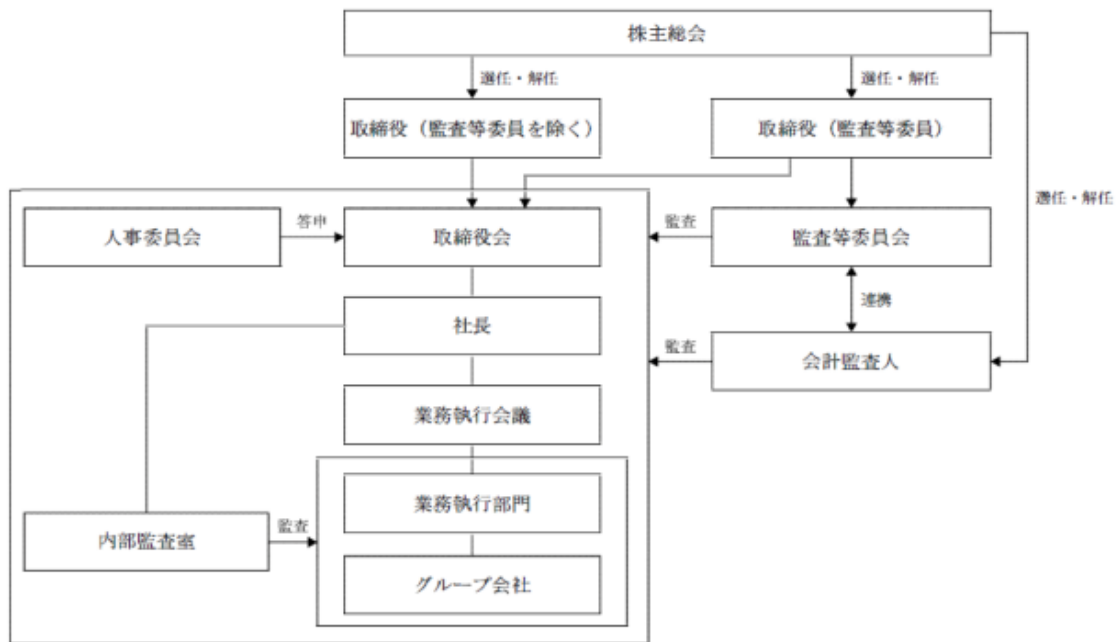 株主総会
選任・解任
選任・解任
取締役（監査等委員を除く）
取締役（監査等委員）
選任・解任
人事委員会
答申
取締役会
監査
監査等委員会
連携
社長
監査
会計監査人
業務執行会議
業務執行部門
内部監査室
監査
グループ会社